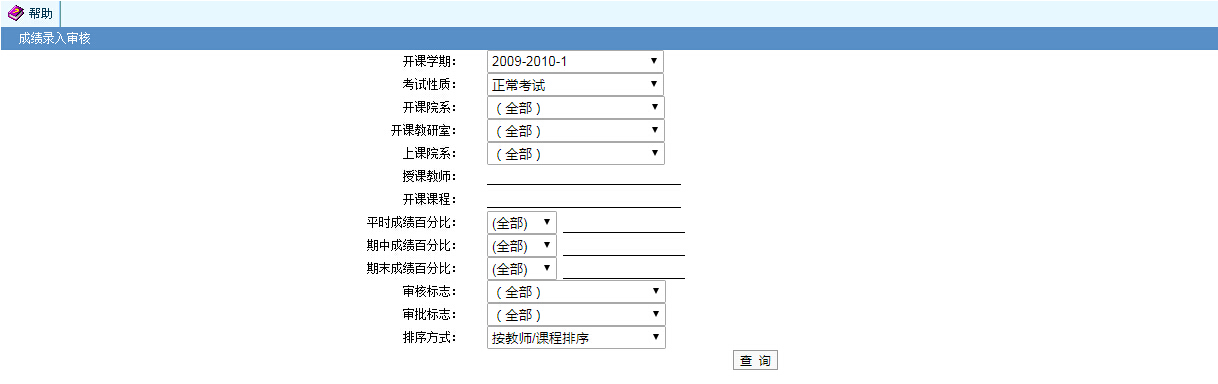 帮助
成绩录入审核
开课学期： 2009-2010-1
考试性质： 正常考试
开课院系： （全部）
开课教研室： （全部）
上课院系： （全部）
授课教师：
开课课程：
平时成绩百分比： (全部)
期中成绩百分比： (全部)
期末成绩百分比： (全部)
审核标志： （全部）
审批标志： （全部）
排序方式： 按教师/课程排序
查 询